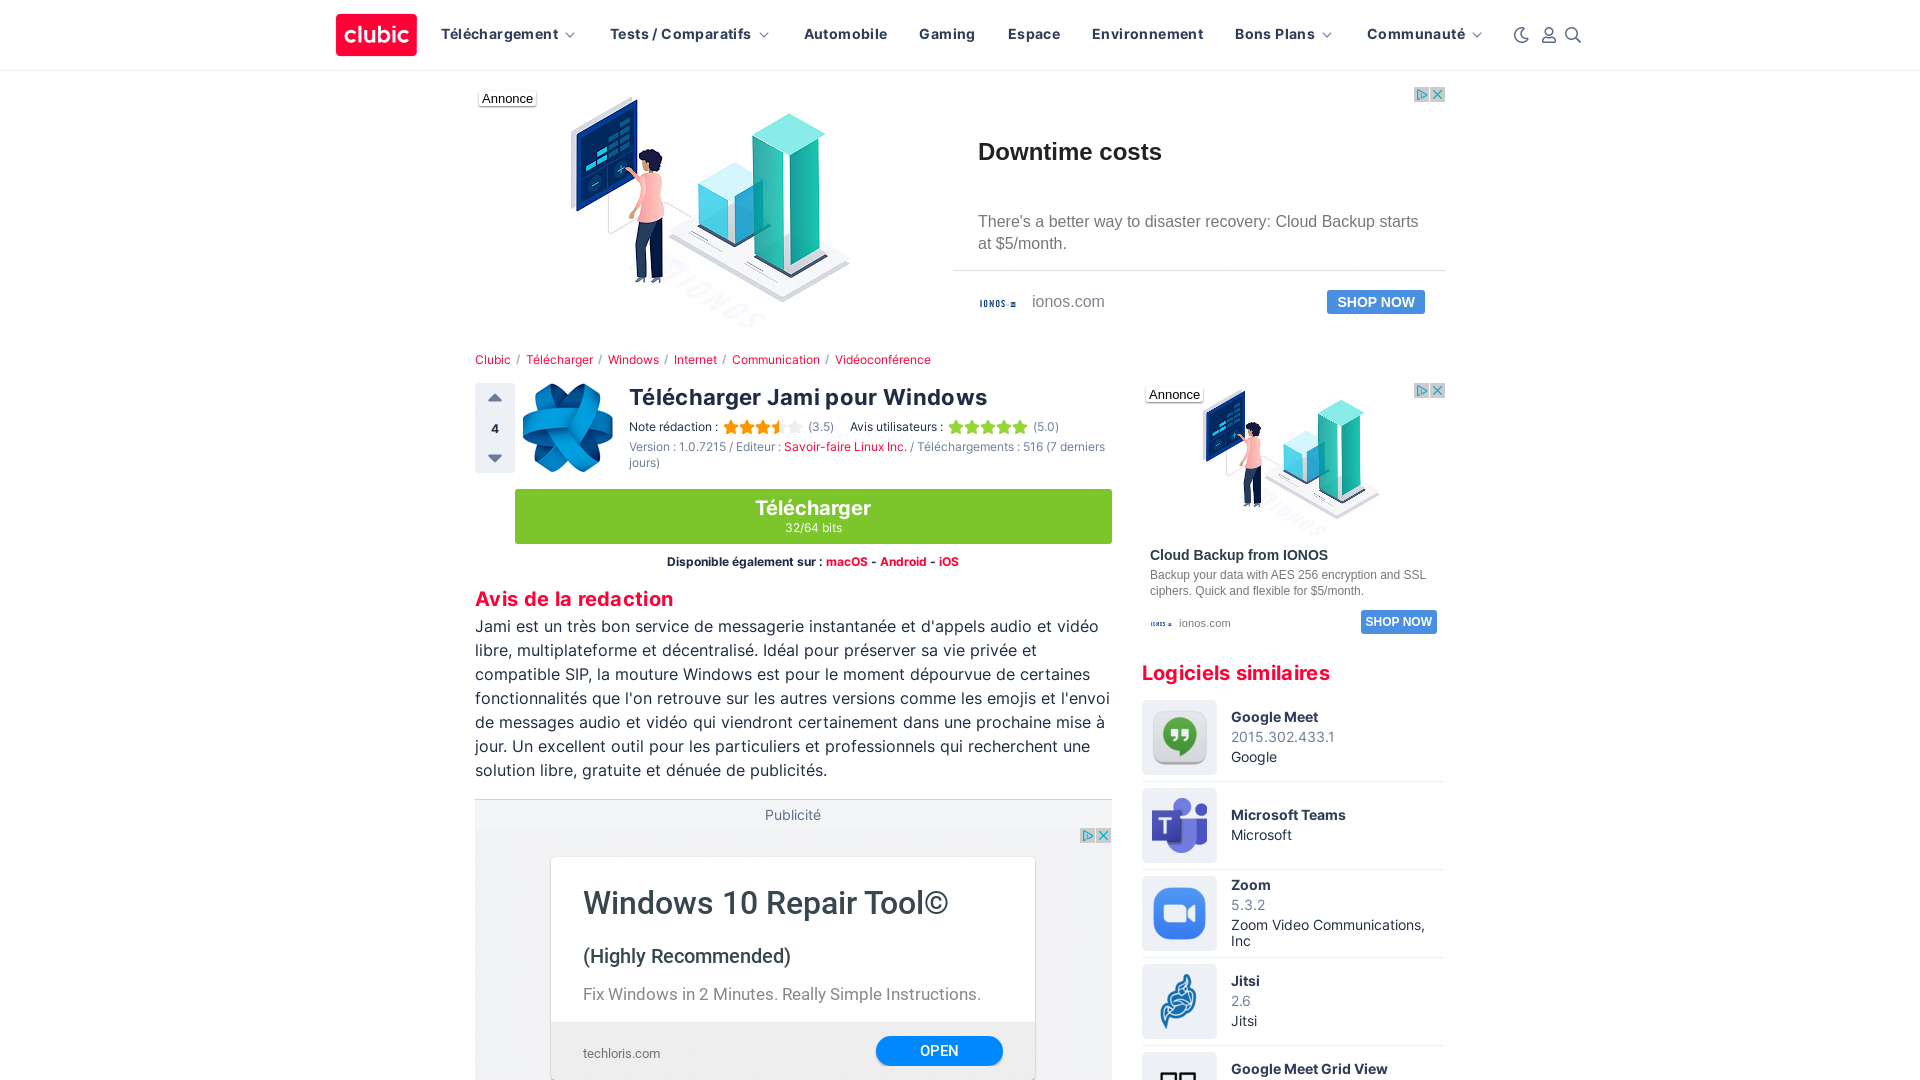 clubic
Téléchargement
Tests / Comparatifs
Automobile
Gaming
Espace
Environnement
Bons Plans
Communauté
Annonce
IONOS
Downtime costs
There's a better way to disaster recovery: Cloud Backup starts
at $5/month.
IONOS
ionos.com
SHOP NOW
Clubic / Télécharger / Windows / Internet / Communication / Vidéoconférence
4
Télécharger Jami pour Windows
Note rédaction : (3.5) Avis utilisateurs : (5.0)
Version : 1.0.7215 / Editeur : Savoir-faire Linux Inc. / Téléchargements : 516 (7 derniers
jours)
Télécharger
32/64 bits
Disponible également sur : macOS - Android - iOS
Avis de la redaction
Jami est un très bon service de messagerie instantanée et d'appels audio et vidéo
libre, multiplateforme et décentralisé. Idéal pour préserver sa vie privée et
compatible SIP, la mouture Windows est pour le moment dépourvue de certaines
fonctionnalités que l'on retrouve sur les autres versions comme les emojis et l'envoi
de messages audio et vidéo qui viendront certainement dans une prochaine mise à
jour. Un excellent outil pour les particuliers et professionnels qui recherchent une
solution libre, gratuite et dénuée de publicités.
Publicité
Windows 10 Repair Tool©
(Highly Recommended)
Fix Windows in 2 Minutes. Really Simple Instructions.
techloris.com
OPEN
Annonce
IONOS
Cloud Backup from IONOS
Backup your data with AES 256 encryption and SSL
ciphers. Quick and flexible for $5/month.
IONOS
ionos.com
SHOP NOW
Logiciels similaires
Google Meet
2015.302.433.1
Google
T
Microsoft Teams
Microsoft
Zoom
5.3.2
Zoom Video Communications,
Inc
Jitsi
2.6
Jitsi
Google Meet Grid View